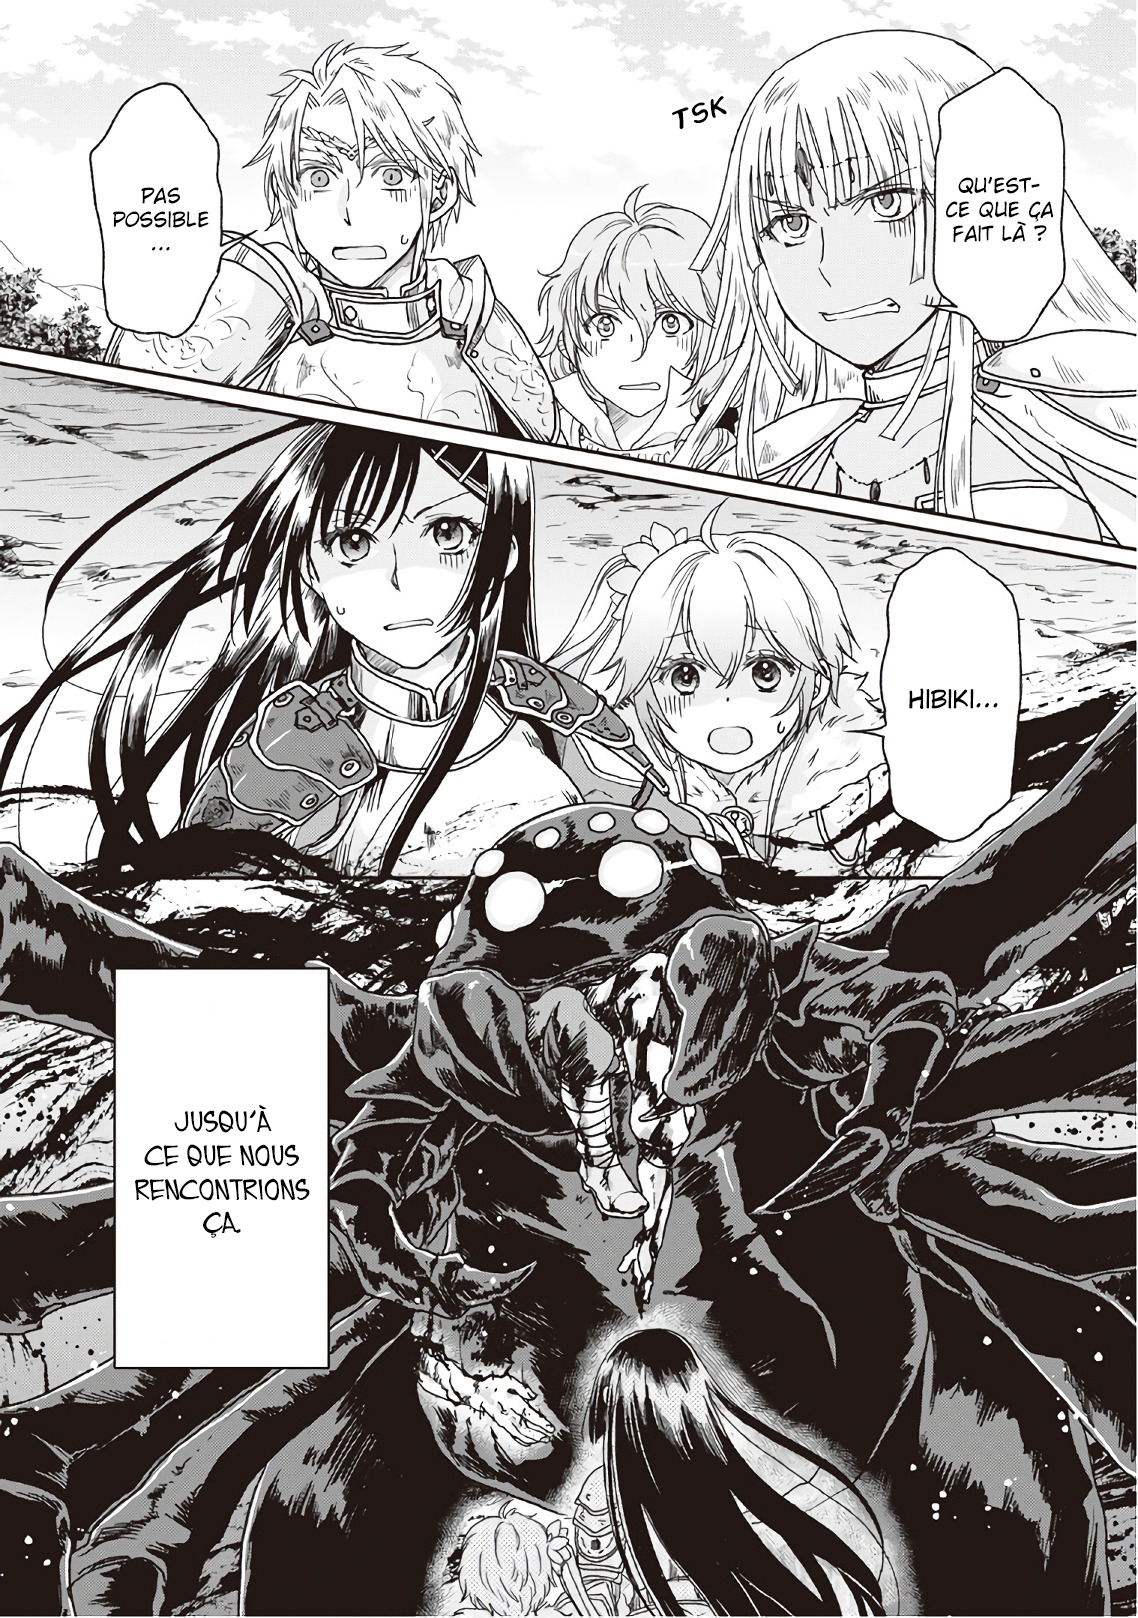 QU'EST-
CE QUE ÇA
FAIT LÀ ?
TSK
PAS
POSSIBLE
...
HIBIKI...
JUSQU'À
CE QUE NOUS
RENCONTRIONS
ÇA.